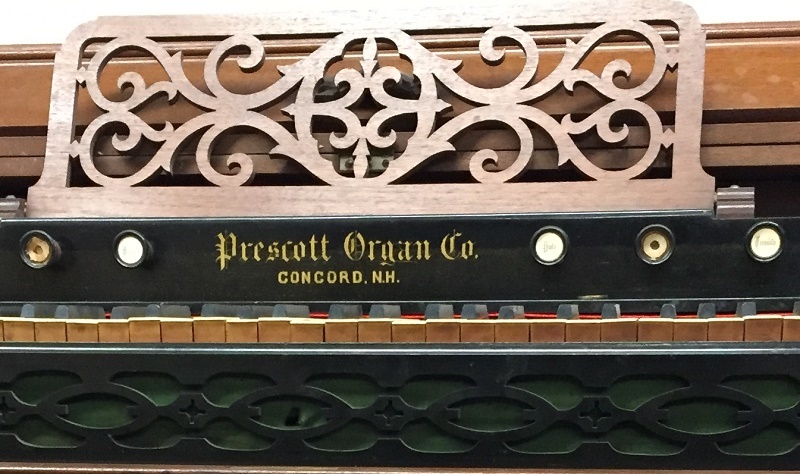 Prescott Organ Co.
CONCORD, N.H.